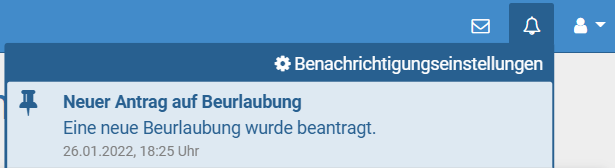 Benachrichtigungseinstellungen
Neuer Antrag auf Beurlaubung
Eine neue Beurlaubung wurde beantragt.
26.01.2022, 18:25 Uhr